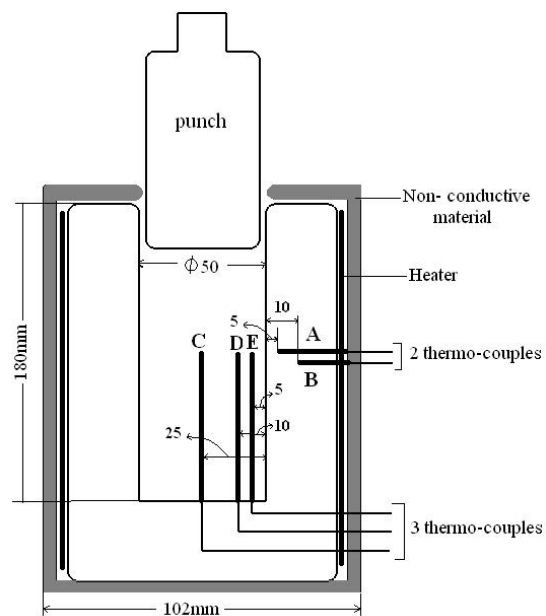 punch
Non- conductive
material
Heater
ϕ50
10
5
A
C
D
E
B
2 thermo-couples
180mm
5
10
25
3 thermo-couples
102mm